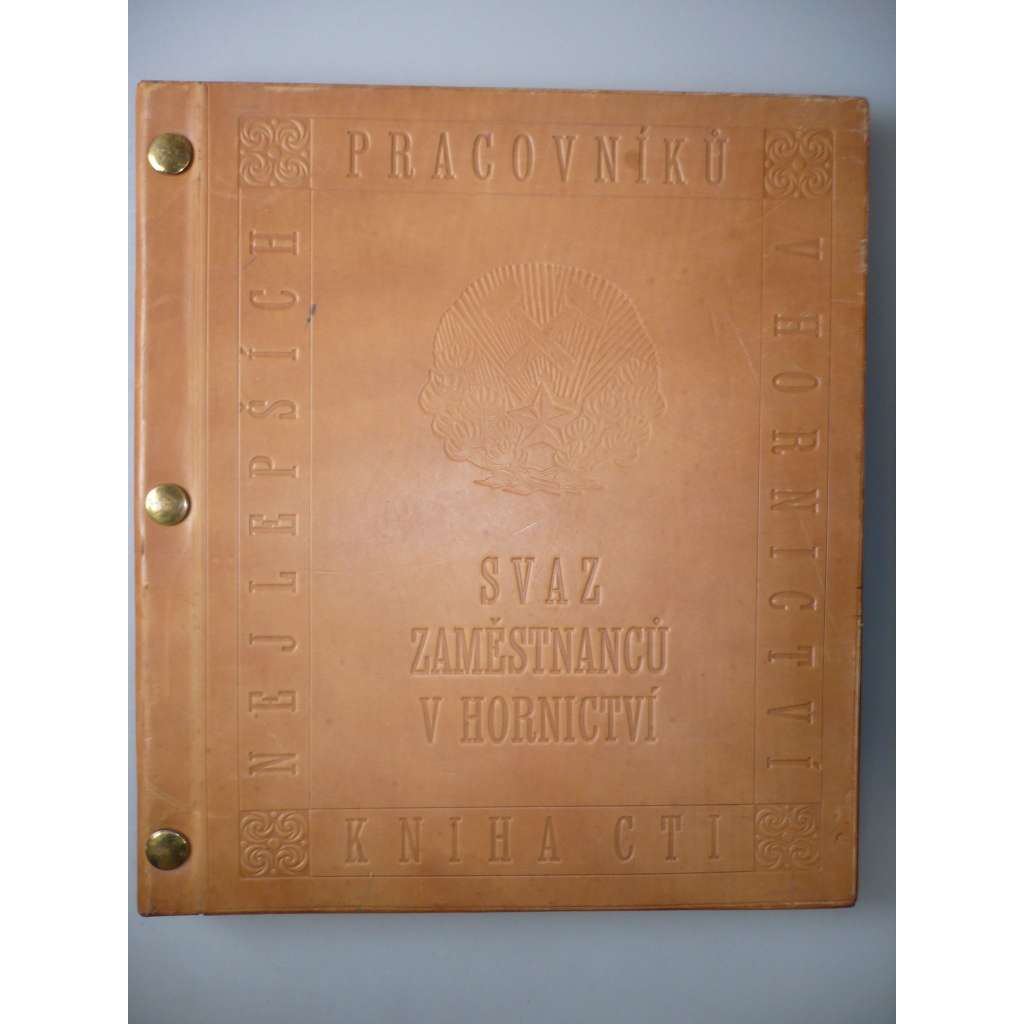 KNIHA CTI
NEJLEPŠÍCH
PRACOVNÍKŮ
V HORNICTVÍ
SVAZ
ZAMĚSTNANCŮ
V HORNICTVÍ